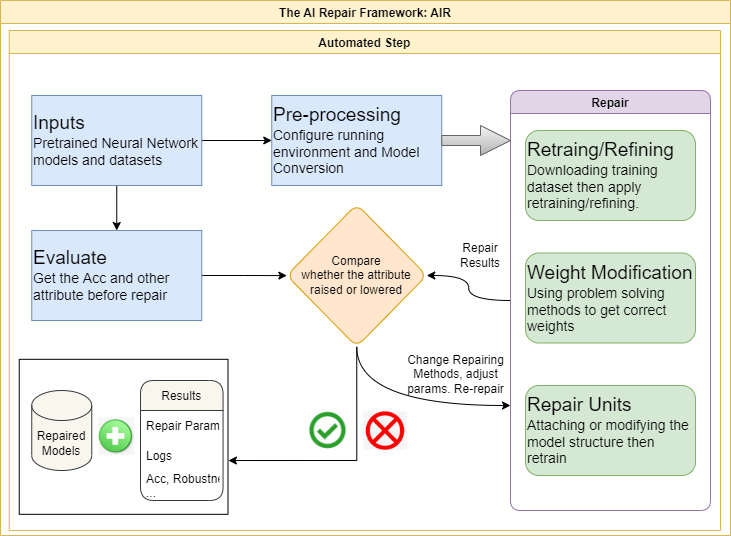 The AI Repair Framework: AIR
Automated Step
Inputs
Pretrained Neural Network
models and datasets
Pre-processing
Configure running
environment and Model
Conversion
Repair
Retraing/Refining
Downloading training
dataset then apply
retraining/refining.
Evaluate
Get the Acc and other
attribute before repair
Compare
whether the attribute
raised or lowered
Repair
Results
Weight Modification
Using problem solving
methods to get correct
weights
Change Repairing
Methods, adjust
params. Re-repair
Repair Units
Attaching or modifying the
model structure then
retrain
Repaired
Models
Results
Repair Param
Logs
Acc, Robustne
...